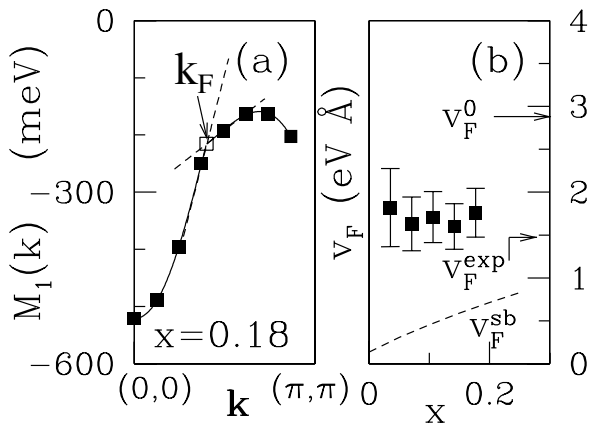 0
−300
−600
M₁(k) (meV)
k_F
(a)
x=0.18
(0,0)
(π,π)
k
(b)
v_F (eV Å)
v_F^0
v_F^exp
v_F^sb
4
3
2
1
0
0
0.2
x